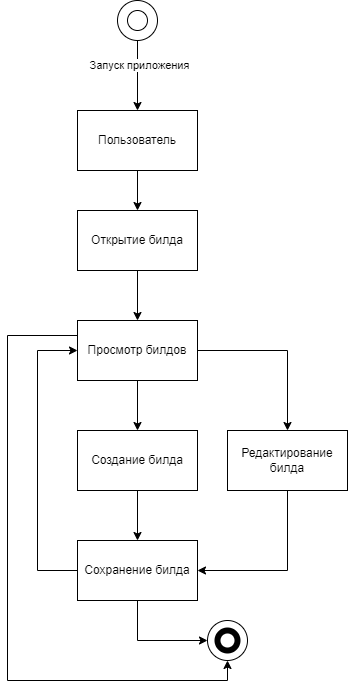 Запуск приложения
Пользователь
Открытие билда
Просмотр билдов
Создание билда
Редактирование
билда
Сохранение билда